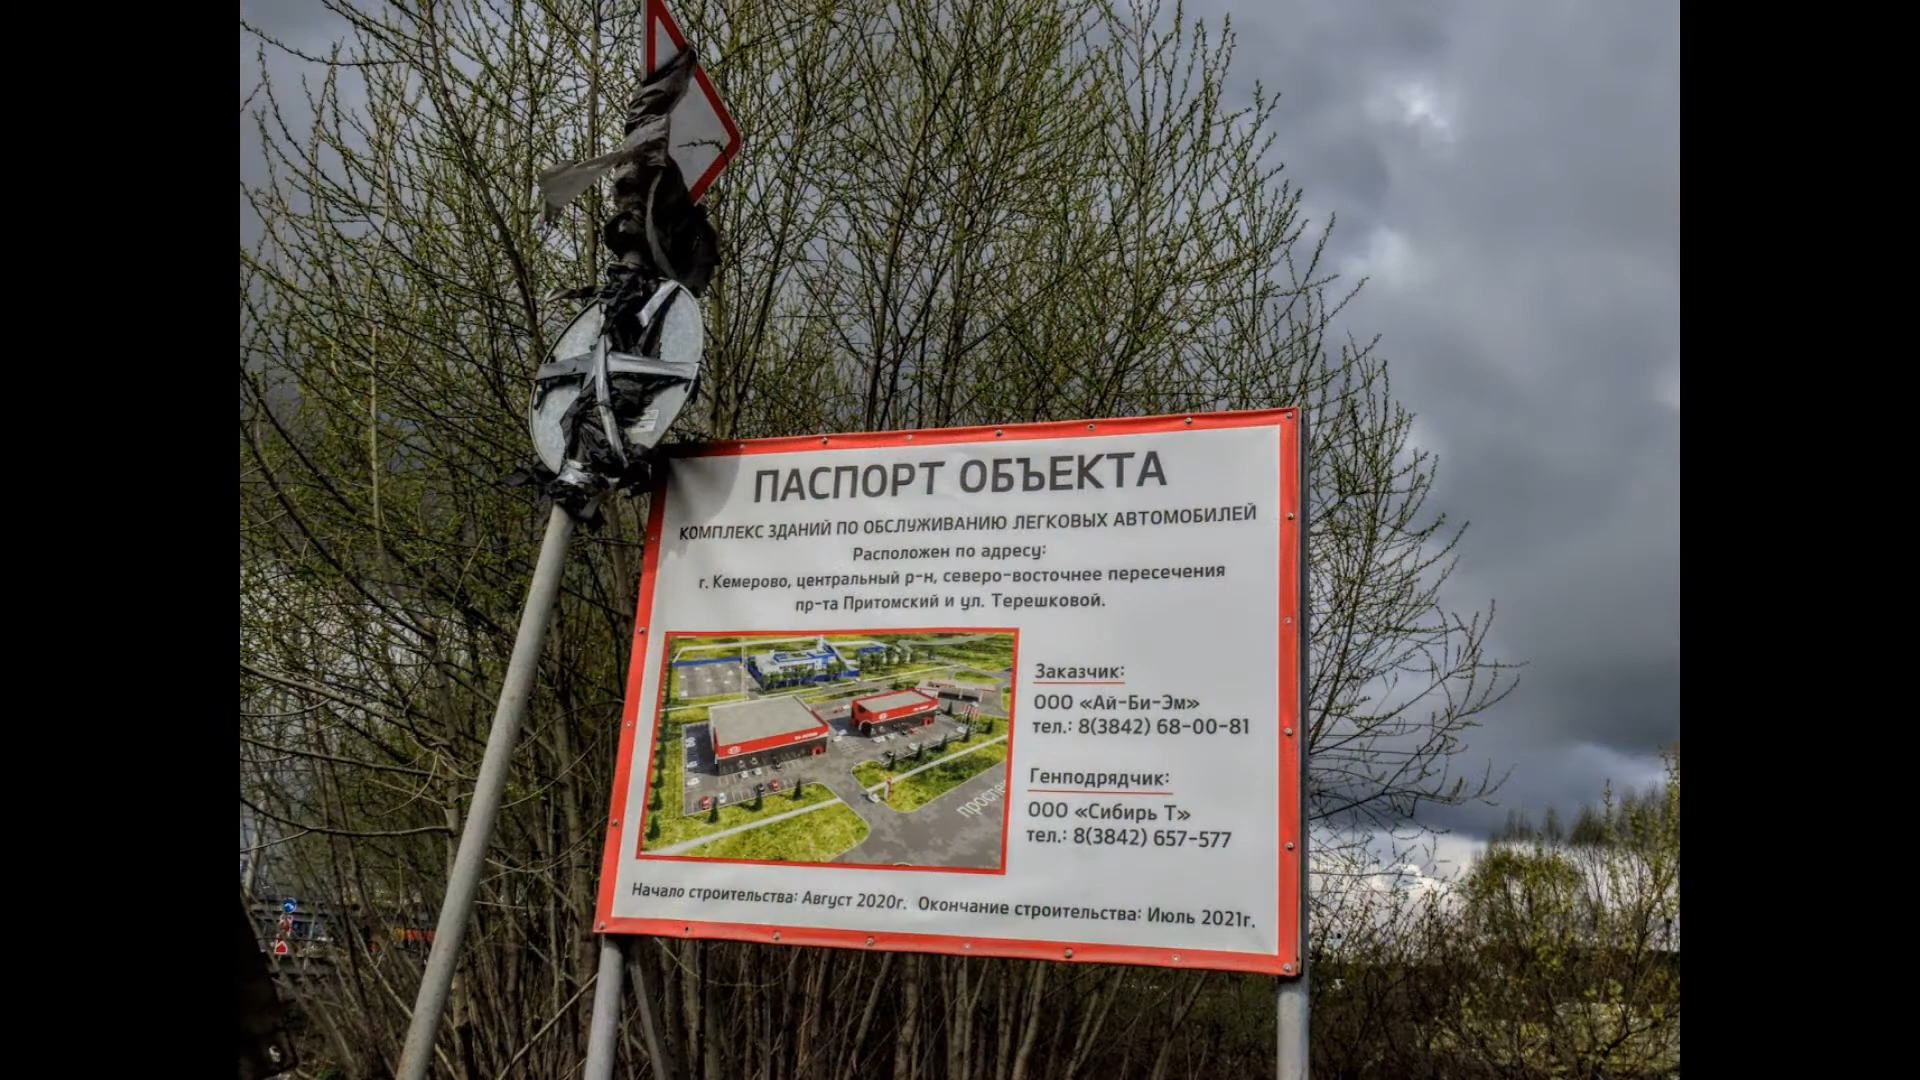 ПАСПОРТ ОБЪЕКТА
КОМПЛЕКС ЗДАНИЙ ПО ОБСЛУЖИВАНИЮ ЛЕГКОВЫХ АВТОМОБИЛЕЙ
Расположен по адресу:
г. Кемерово, центральный р-н, северо-восточнее пересечения
пр-та Притомский и ул. Терешковой.
Заказчик:
ООО «Ай-Би-Эм»
тел.: 8(3842) 68-00-81
Генподрядчик:
ООО «Сибирь Т»
тел.: 8(3842) 657-577
Начало строительства: Август 2020г. Окончание строительства: Июль 2021г.